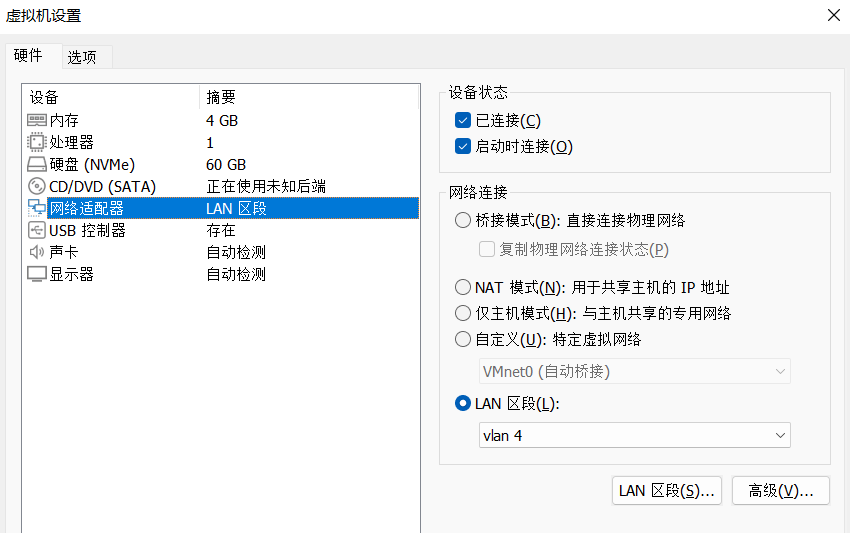 虚拟机设置
硬件 选项
设备 摘要
内存 4 GB
处理器 1
硬盘 (NVMe) 60 GB
CD/DVD (SATA) 正在使用未知后端
网络适配器 LAN 区段
USB 控制器 存在
声卡 自动检测
显示器 自动检测
设备状态
已连接(C)
启动时连接(O)
网络连接
桥接模式(B): 直接连接物理网络
复制物理网络连接状态(P)
NAT 模式(N): 用于共享主机的 IP 地址
仅主机模式(H): 与主机共享的专用网络
自定义(U): 特定虚拟网络
VMnet0 (自动桥接)
LAN 区段(L):
vlan 4
LAN 区段(S)... 高级(V)...